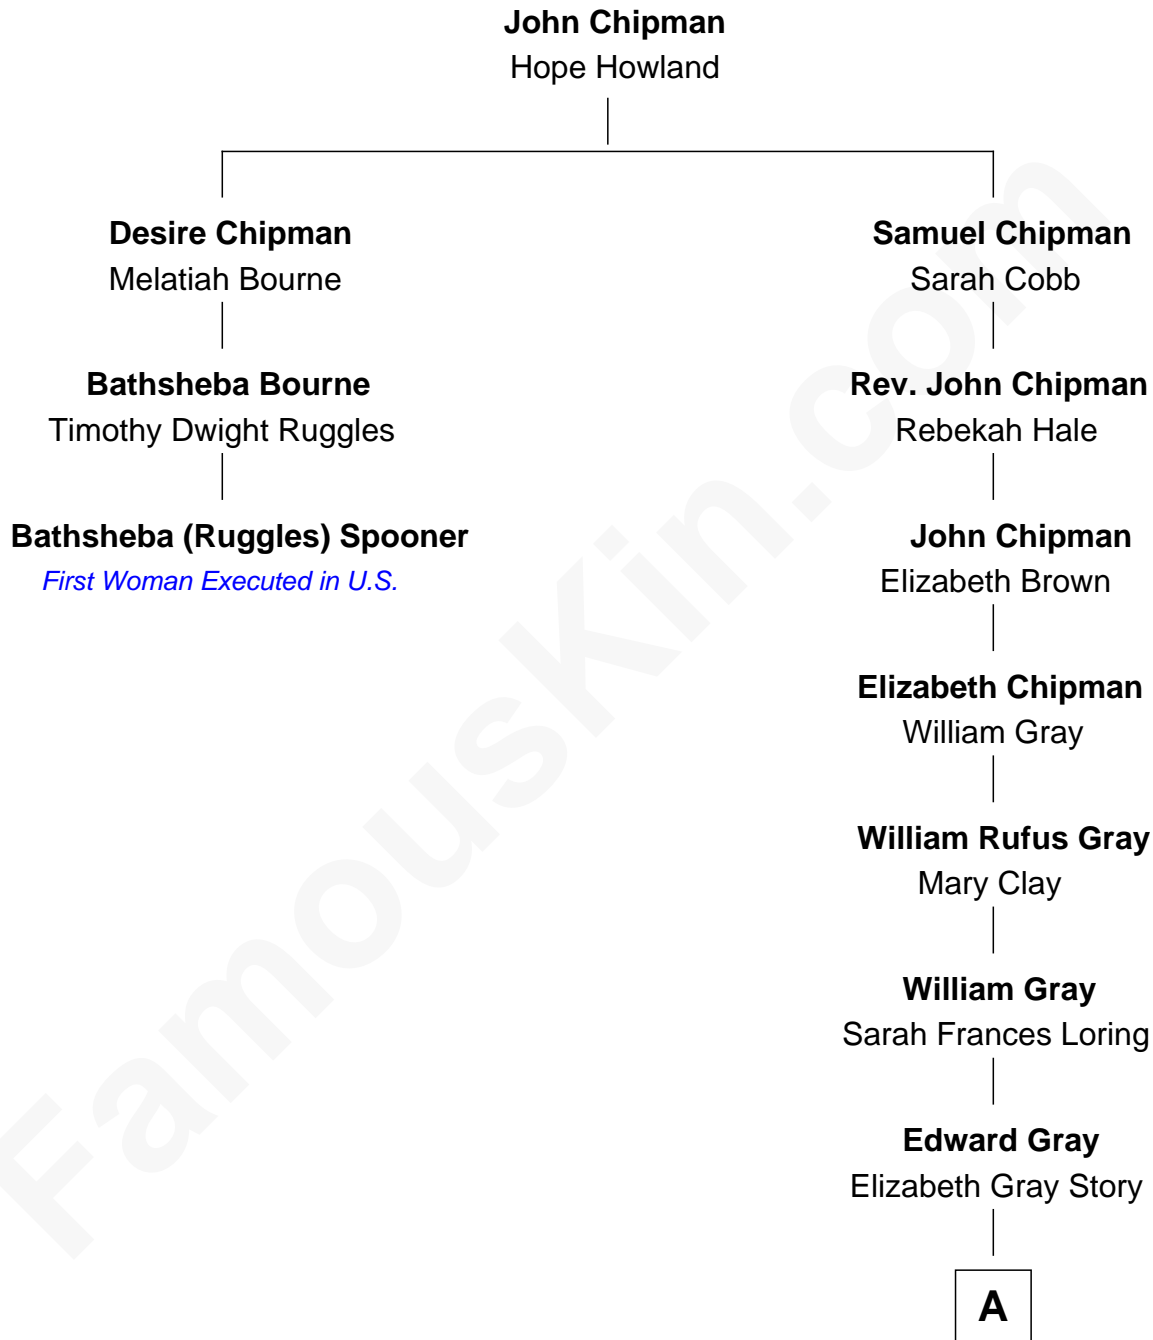 John Chipman
Hope Howland
Desire Chipman
Melatiah Bourne
Samuel Chipman
Sarah Cobb
Bathsheba Bourne
Timothy Dwight Ruggles
Rev. John Chipman
Rebekah Hale
Bathsheba (Ruggles) Spooner
First Woman Executed in U.S.
John Chipman
Elizabeth Brown
Elizabeth Chipman
William Gray
William Rufus Gray
Mary Clay
William Gray
Sarah Frances Loring
Edward Gray
Elizabeth Gray Story
A
FamousKin.com